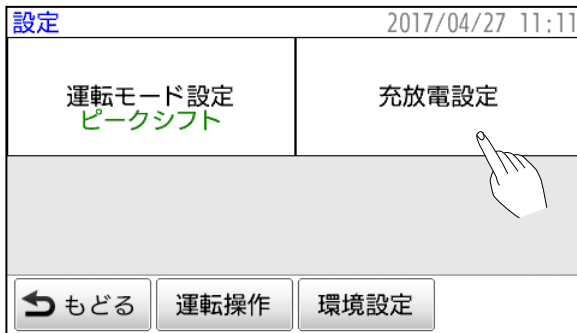 設定 2017/04/27 11:11
運転モード設定
ピークシフト
充放電設定
もどる 運転操作 環境設定